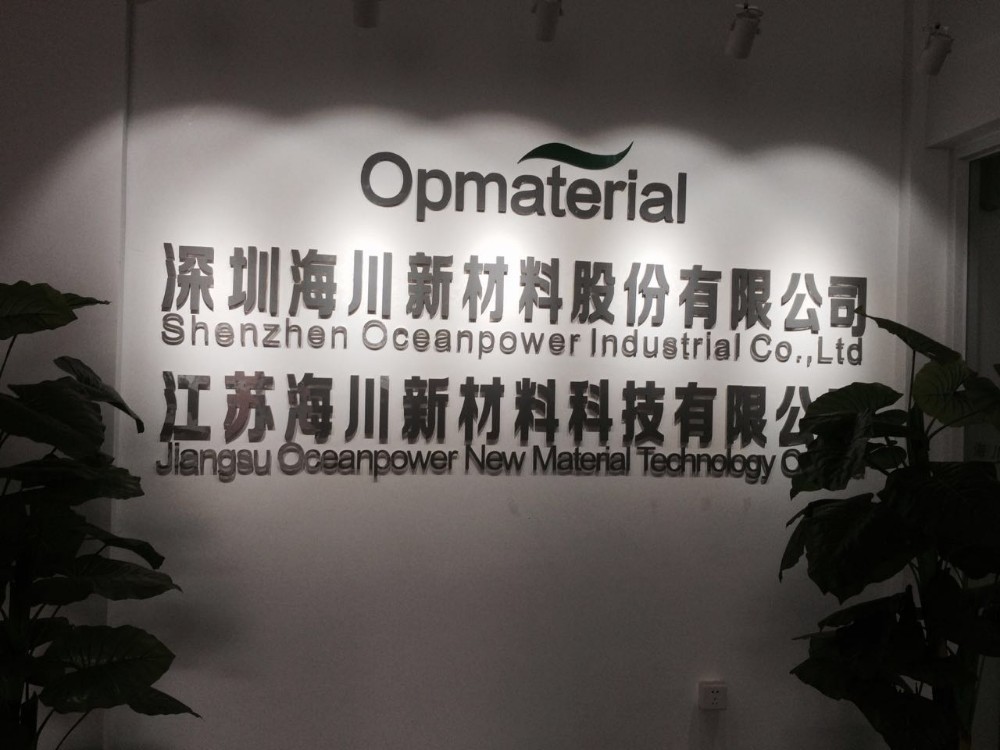 Opmaterial
深圳海川新材料股份有限公司
Shenzhen Oceanpower Industrial Co.,Ltd
江苏海川新材料科技有限公
Jiangsu Oceanpower New Material Technology